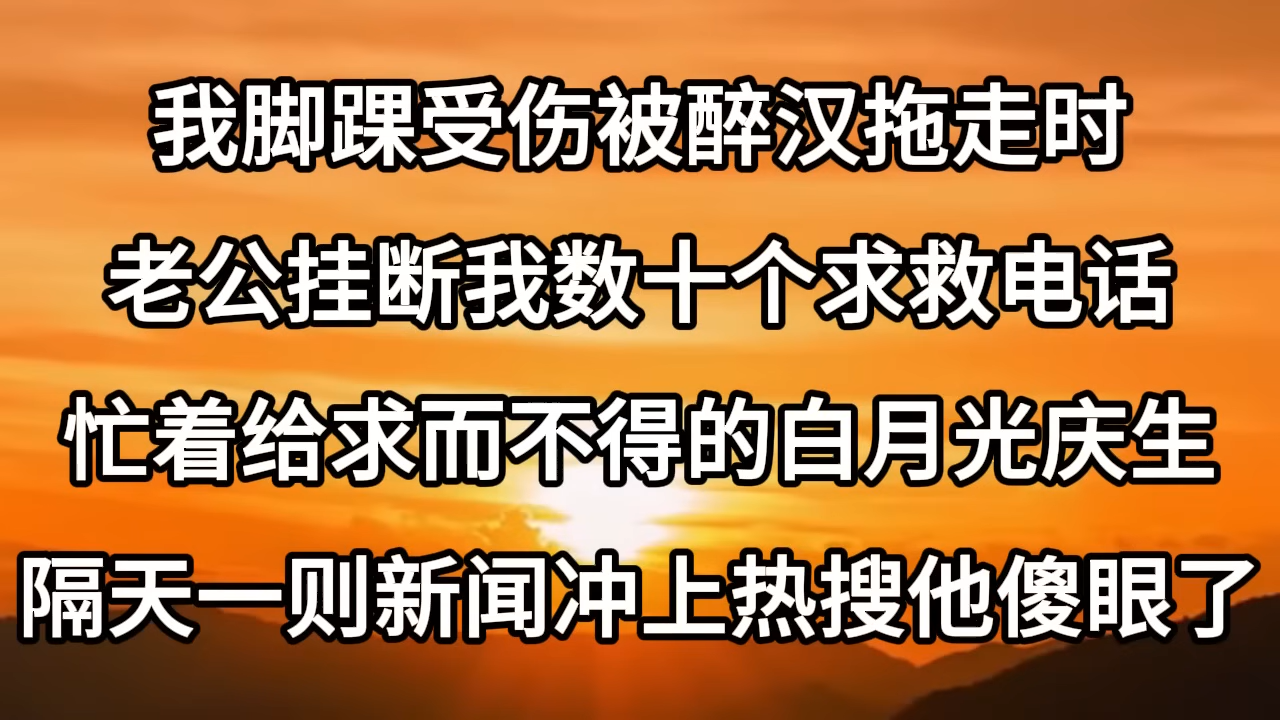 我脚踝受伤被醉汉拖走时
老公挂断我数十个求救电话
忙着给求而不得的白月光庆生
隔天一则新闻冲上热搜他傻眼了